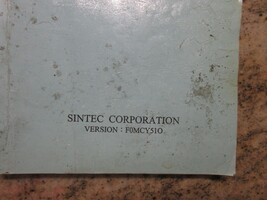 SINTEC CORPORATION
VERSION : F0MCY51O